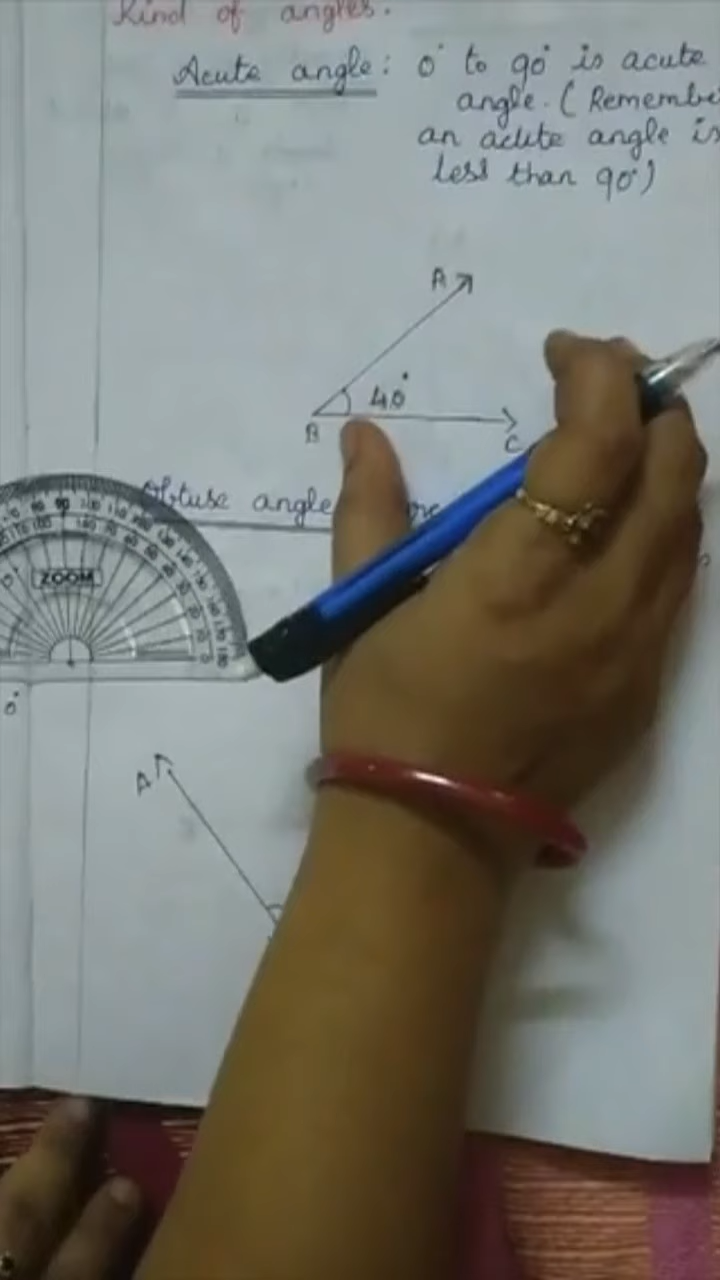 Kind of angles.
Acute angle: 0° to 90° is acute
angle. (Remembe
an acute angle is
less than 90°)
A
40°
B
C
Obtuse angle
ZOOM
0°
A